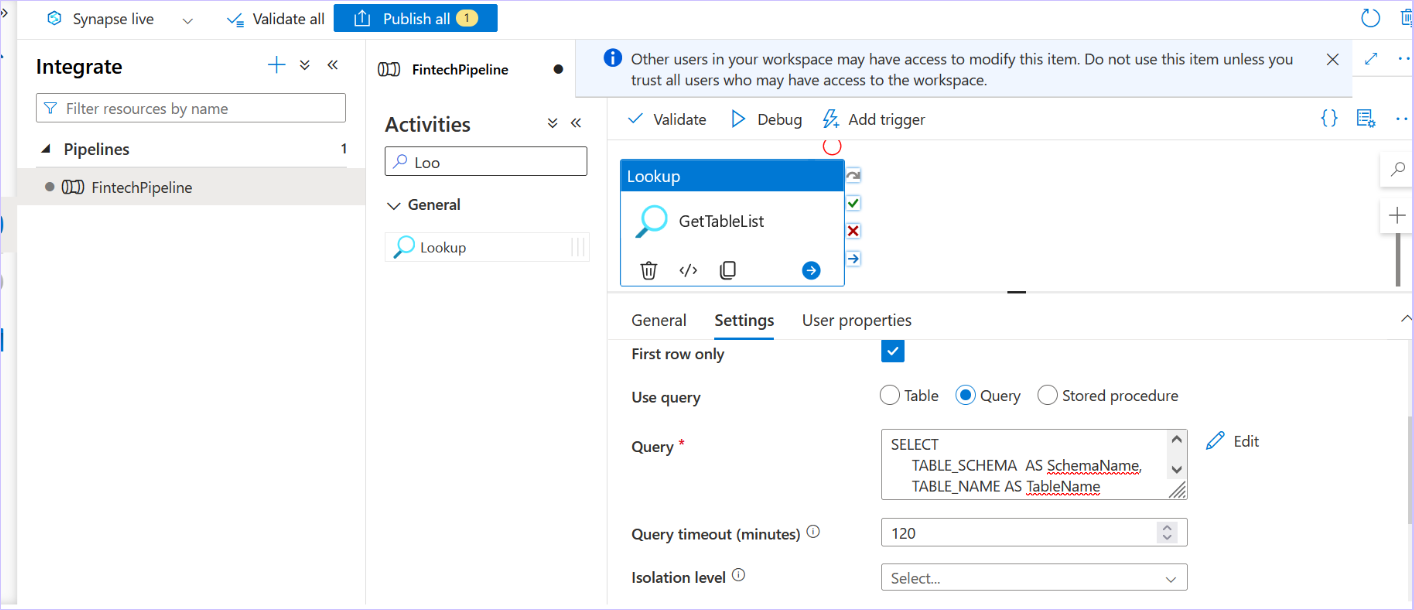 Synapse live
Validate all
Publish all 1
Integrate
Filter resources by name
Pipelines 1
FintechPipeline
FintechPipeline
Other users in your workspace may have access to modify this item. Do not use this item unless you
trust all users who may have access to the workspace.
Activities
Loo
General
Lookup
Validate
Debug
Add trigger
Lookup
GetTableList
General
Settings
User properties
First row only
Use query
Table
Query
Stored procedure
Query *
SELECT
TABLE_SCHEMA AS SchemaName,
TABLE_NAME AS TableName
Edit
Query timeout (minutes)
120
Isolation level
Select...